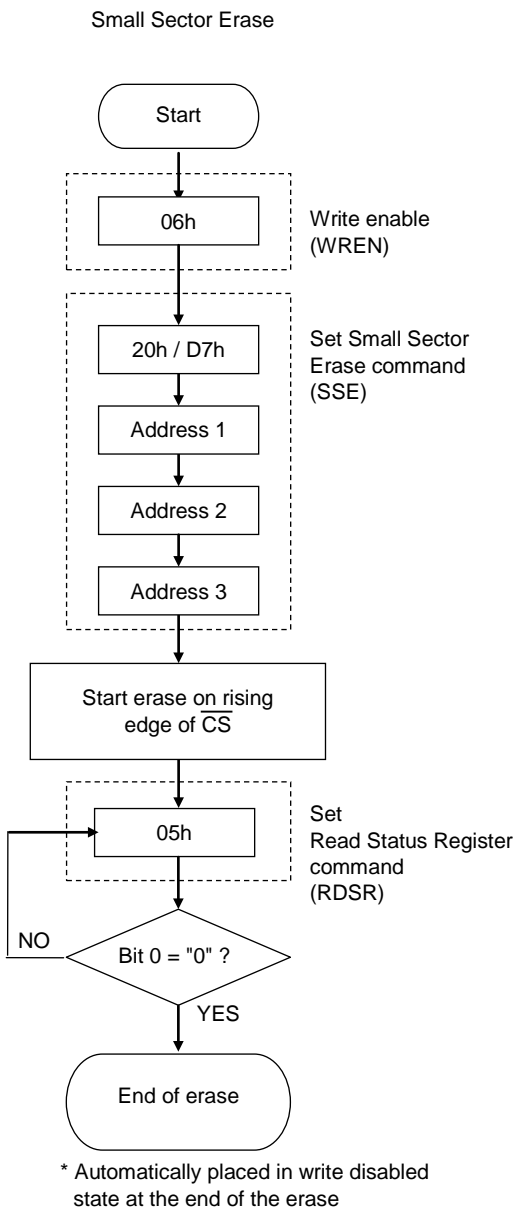 Small Sector Erase
Start
06h
Write enable
(WREN)
20h / D7h
Set Small Sector
Erase command
(SSE)
Address 1
Address 2
Address 3
Start erase on rising
edge of C̅S̅
05h
Set
Read Status Register
command
(RDSR)
NO
Bit 0 = "0" ?
YES
End of erase
* Automatically placed in write disabled
state at the end of the erase